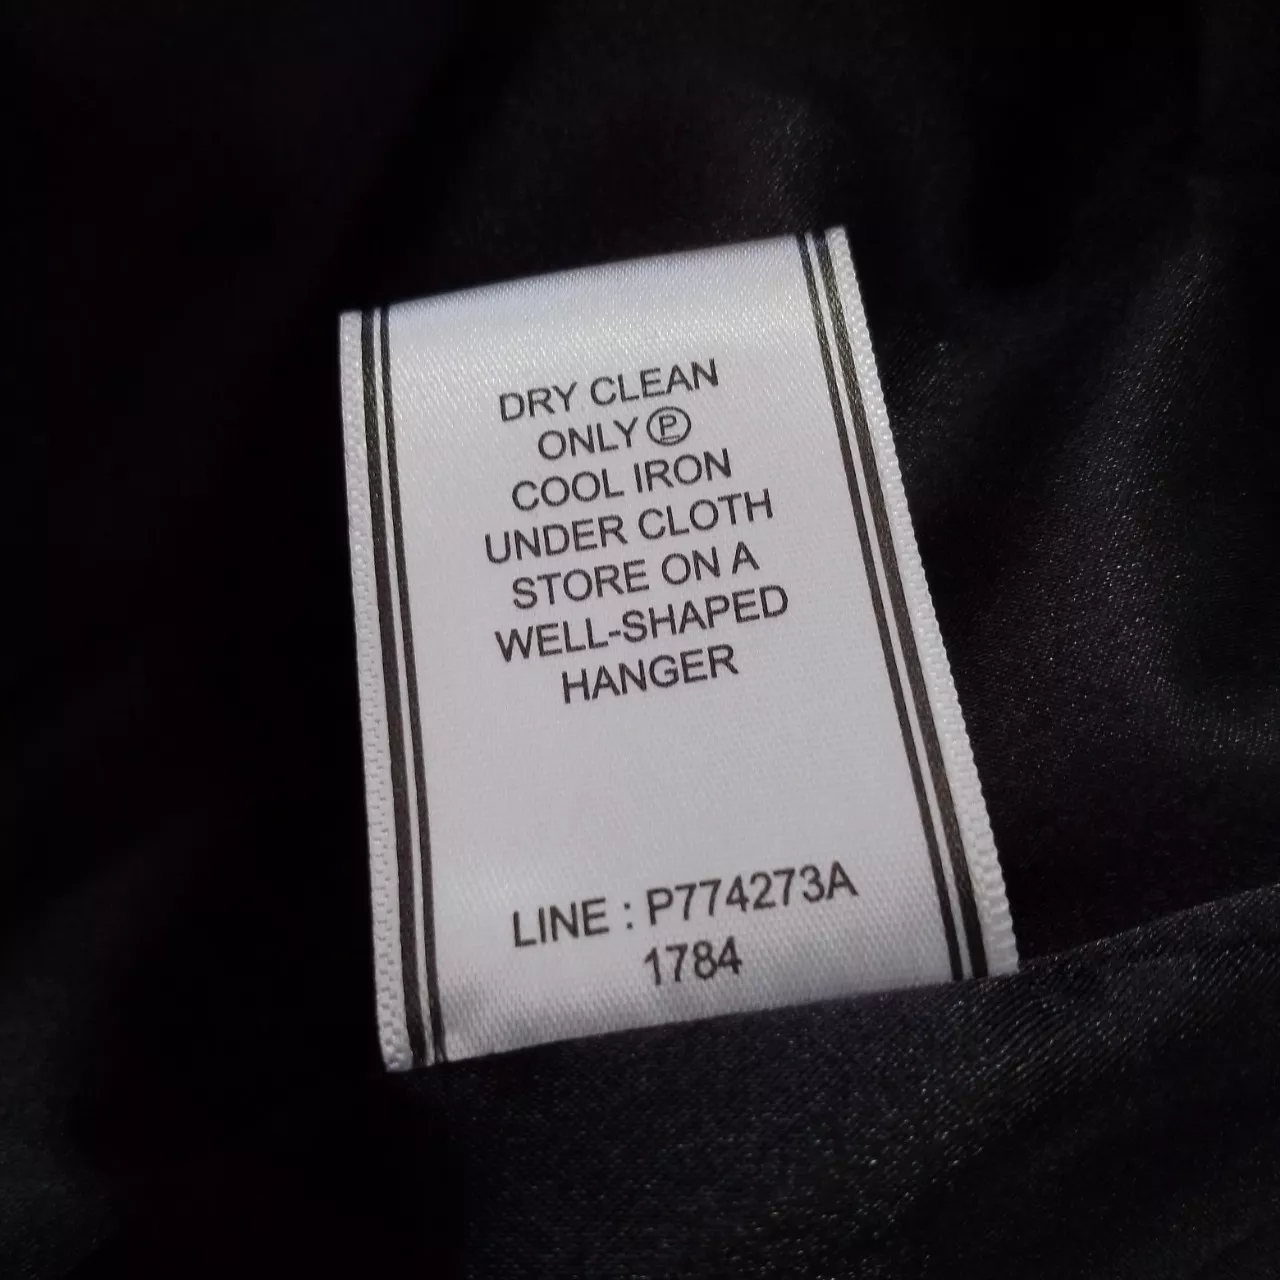 DRY CLEAN
ONLY Ⓟ
COOL IRON
UNDER CLOTH
STORE ON A
WELL-SHAPED
HANGER
LINE : P774273A
1784